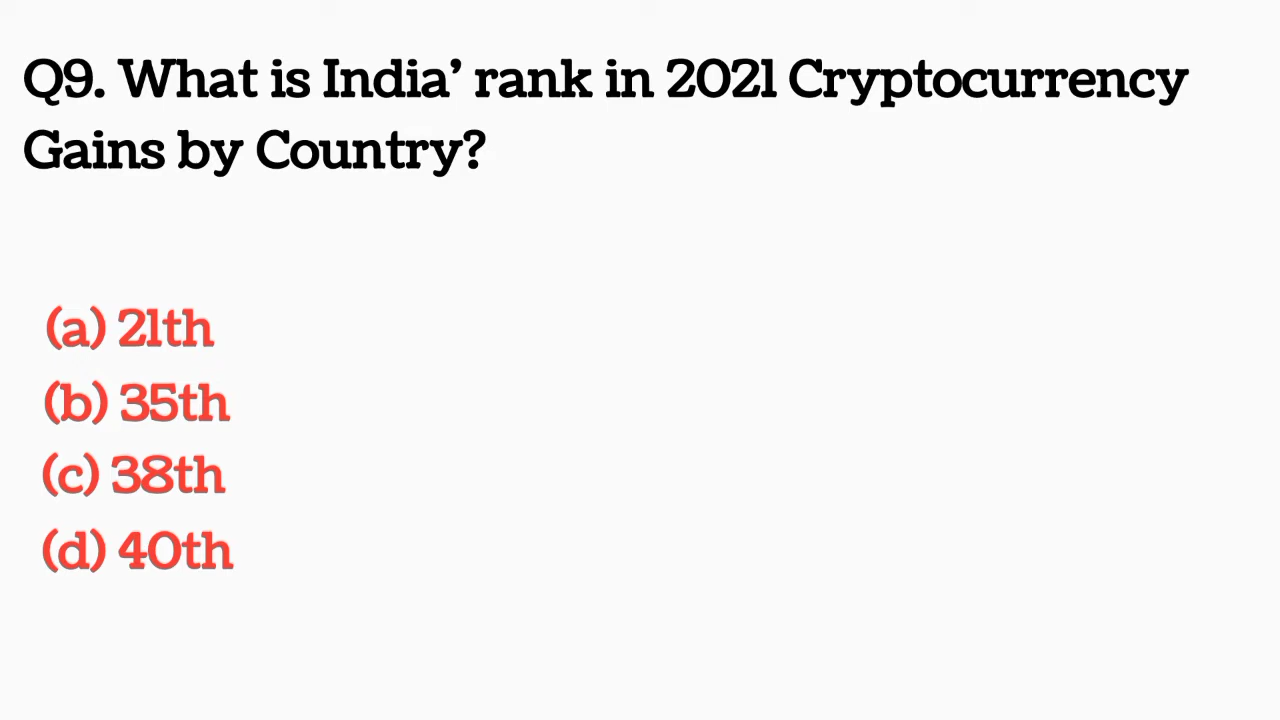 Q9. What is India’ rank in 2021 Cryptocurrency
Gains by Country?
(a) 21th
(b) 35th
(c) 38th
(d) 40th